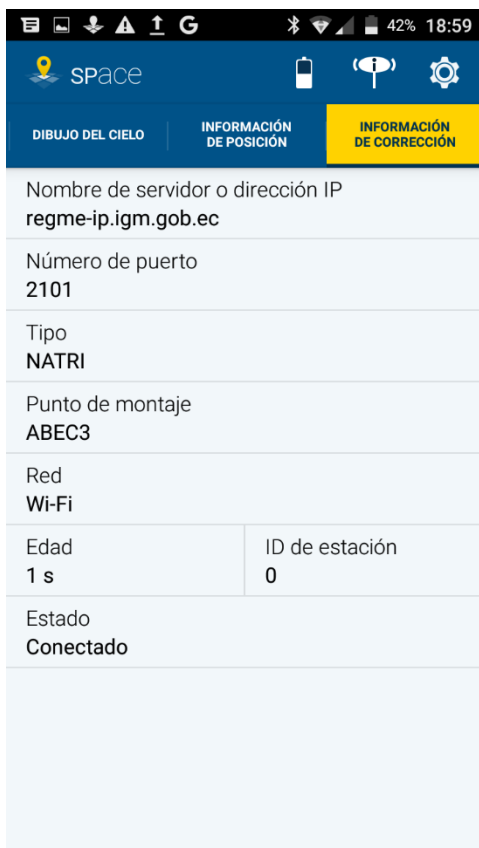 G 42% 18:59
SPace
DIBUJO DEL CIELO
INFORMACIÓN
DE POSICIÓN
INFORMACIÓN
DE CORRECCIÓN
Nombre de servidor o dirección IP
regme-ip.igm.gob.ec
Número de puerto
2101
Tipo
NATRI
Punto de montaje
ABEC3
Red
Wi-Fi
Edad
1 s
ID de estación
0
Estado
Conectado